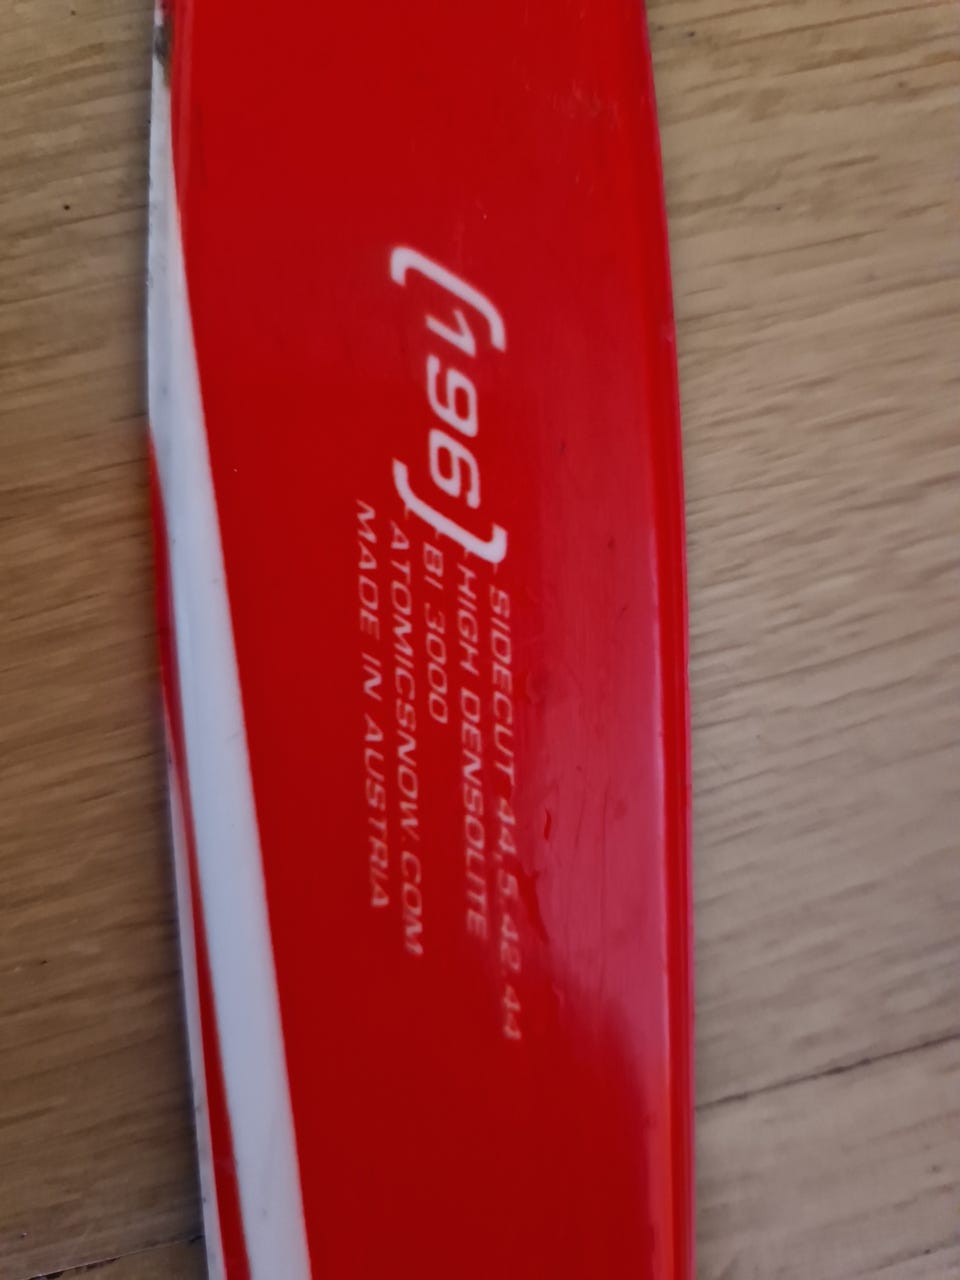 [196]
SIDECUT 44,5.42.44
HIGH DENSOLITE
BI 3000
ATOMICSNOW.COM
MADE IN AUSTRIA